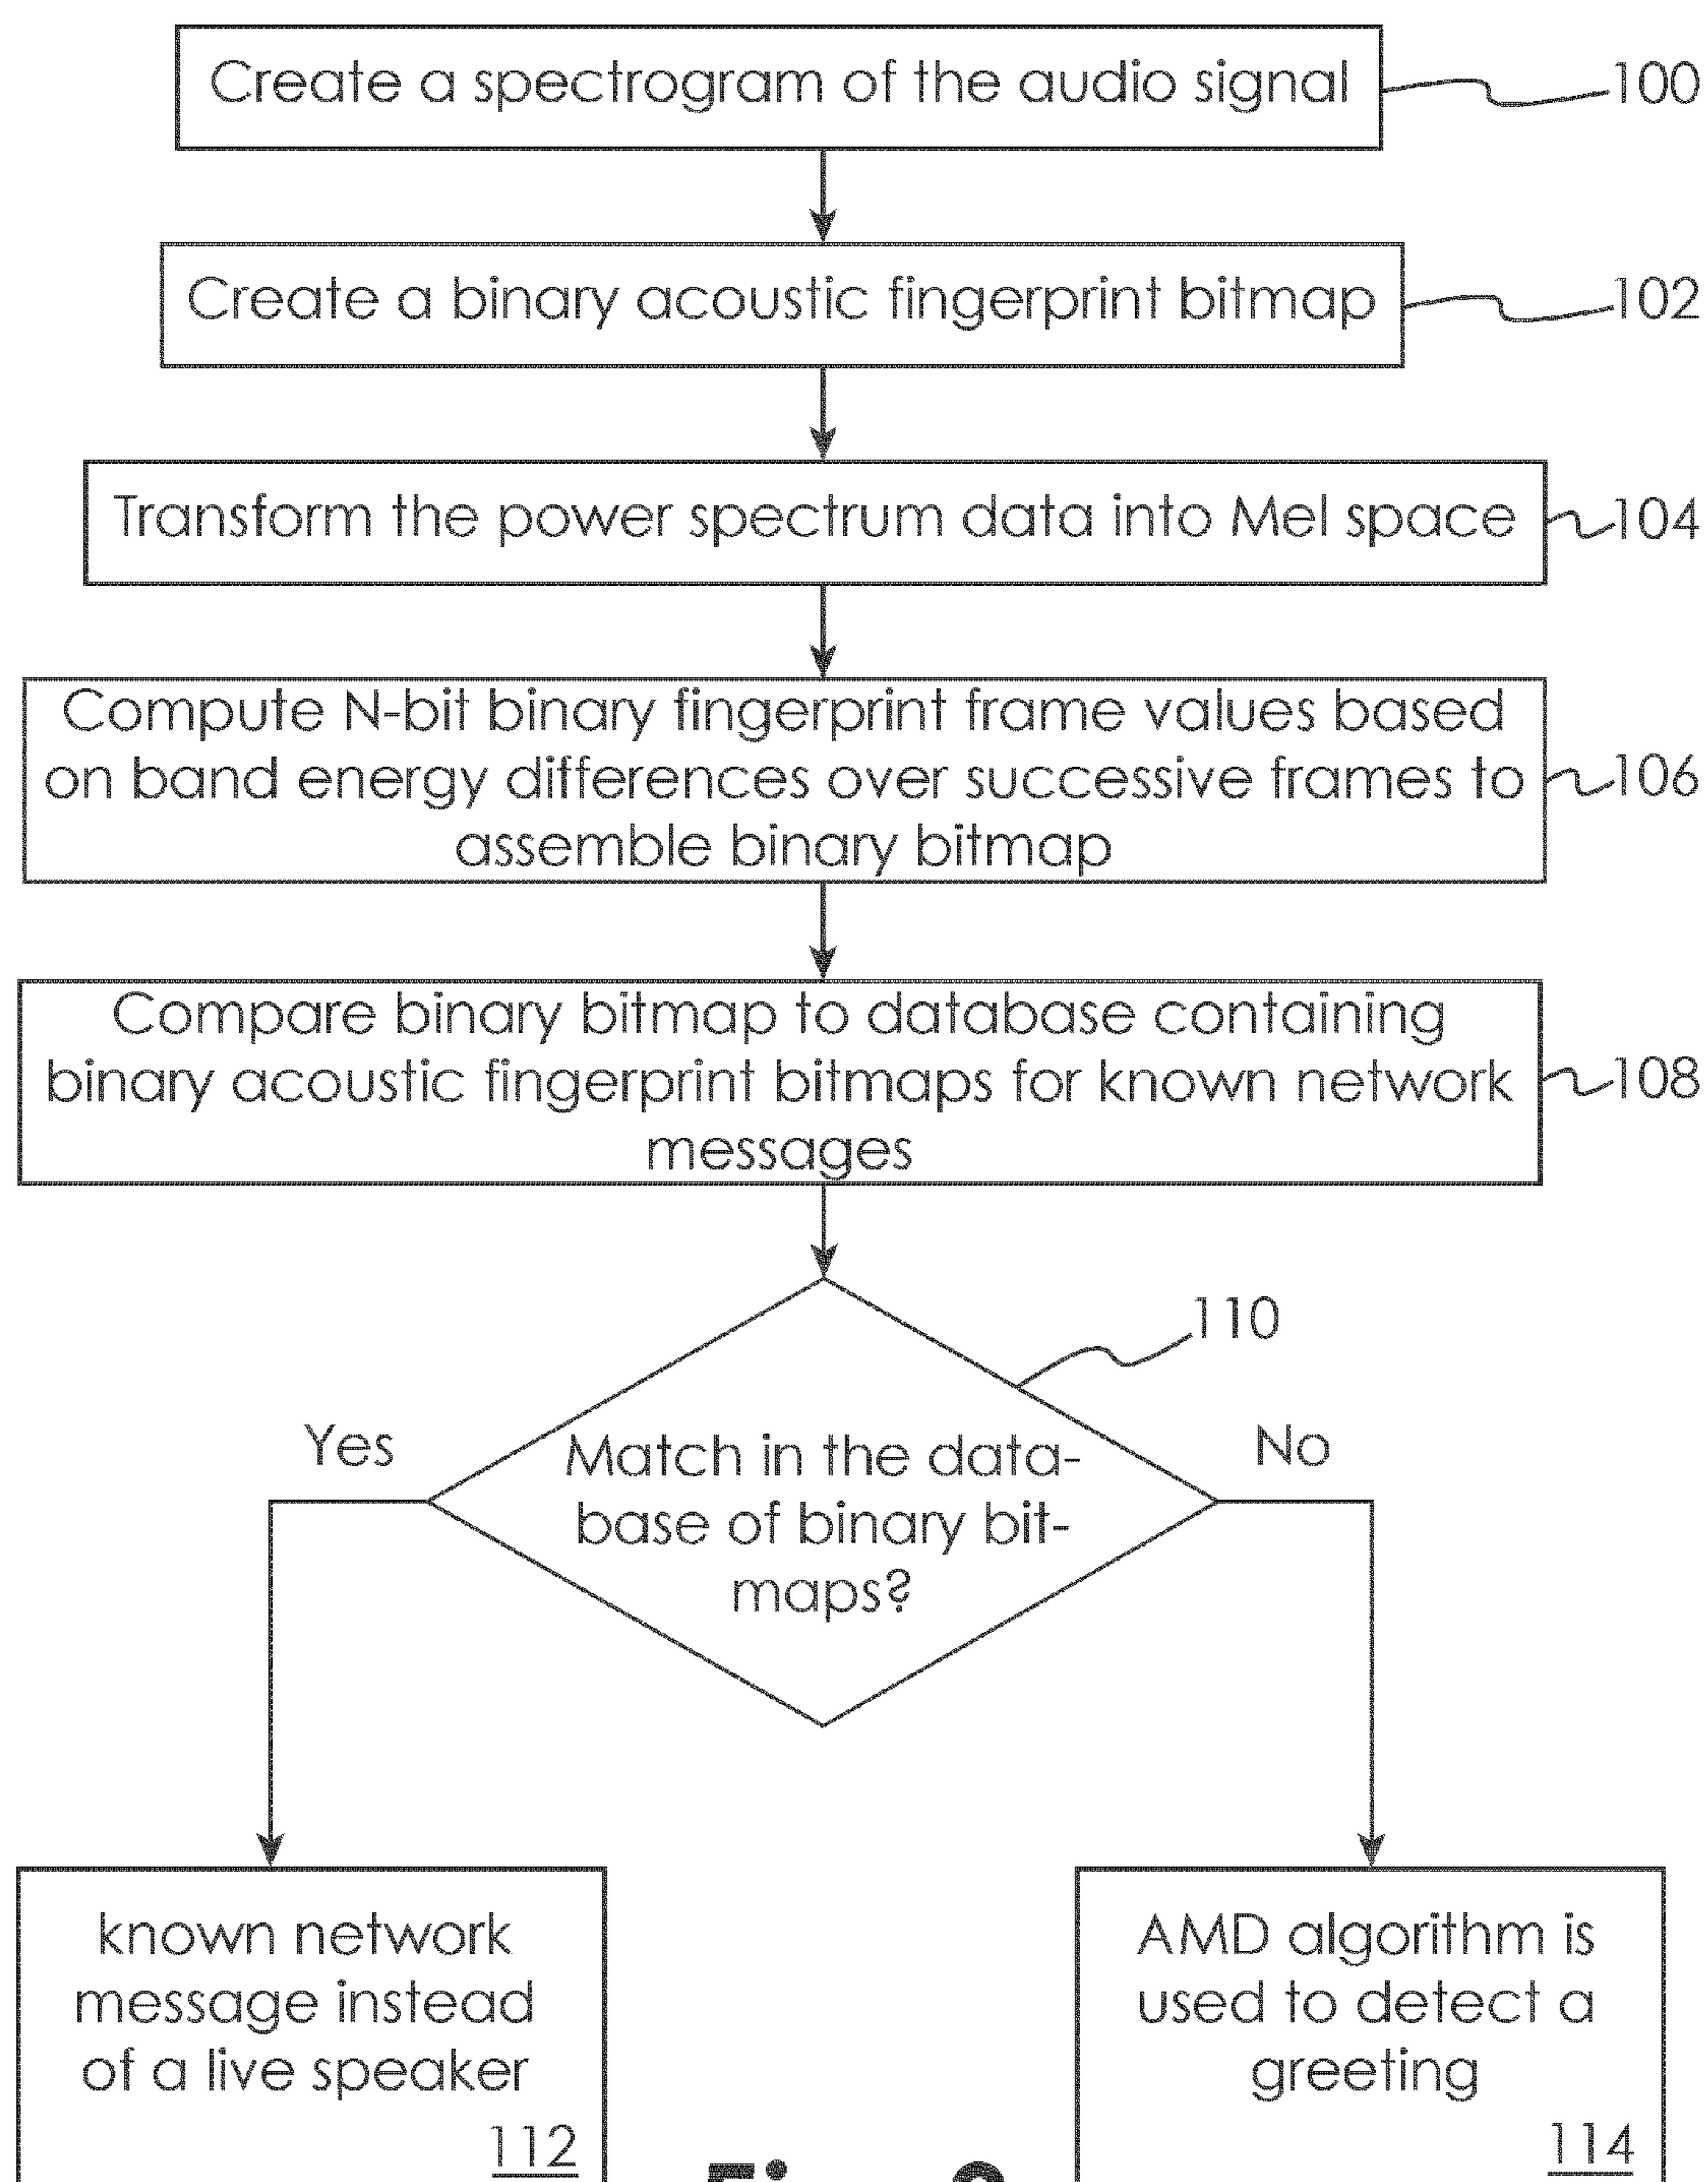 Create a spectrogram of the audio signal
100
Create a binary acoustic fingerprint bitmap
102
Transform the power spectrum data into Mel space
104
Compute N-bit binary fingerprint frame values based
on band energy differences over successive frames to
assemble binary bitmap
106
Compare binary bitmap to database containing
binary acoustic fingerprint bitmaps for known network
messages
108
110
Yes
No
Match in the data-
base of binary bit-
maps?
known network
message instead
of a live speaker
112
AMD algorithm is
used to detect a
greeting
114